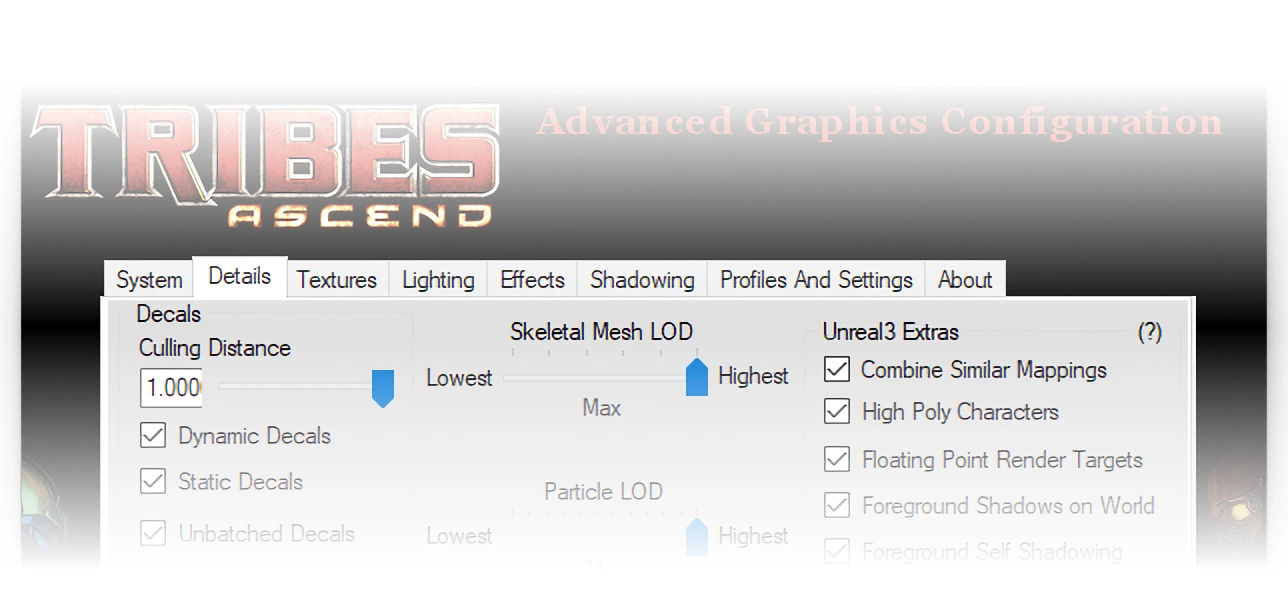 TRIBES
ASCEND
Advanced Graphics Configuration
System Details Textures Lighting Effects Shadowing Profiles And Settings About
Decals
Culling Distance
1.000
Dynamic Decals
Static Decals
Unbatched Decals
Skeletal Mesh LOD
Lowest Highest
Max
Particle LOD
Lowest Highest
Unreal3 Extras (?)
Combine Similar Mappings
High Poly Characters
Floating Point Render Targets
Foreground Shadows on World
Foreground Self Shadowing